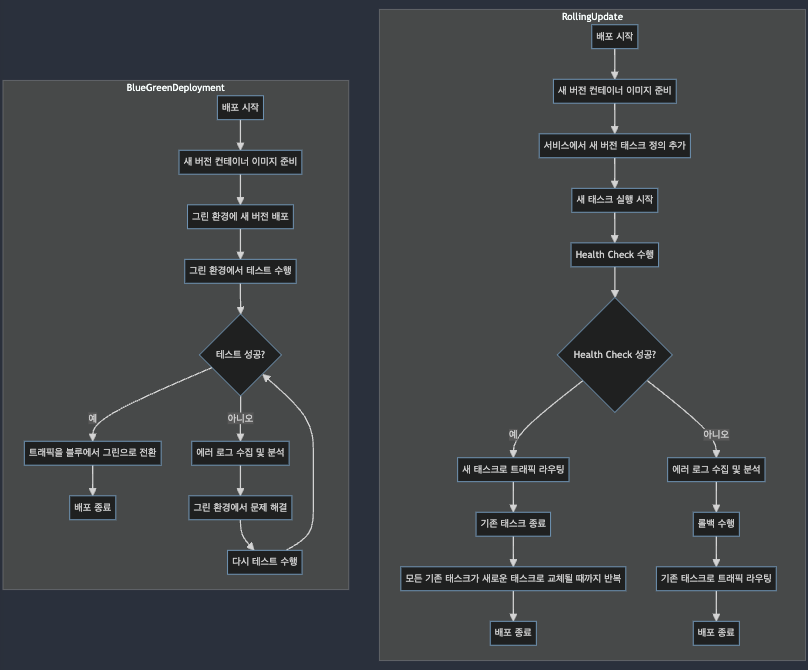 BlueGreenDeployment
배포 시작
새 버전 컨테이너 이미지 준비
그린 환경에 새 버전 배포
그린 환경에서 테스트 수행
테스트 성공?
예
아니오
트래픽을 블루에서 그린으로 전환
에러 로그 수집 및 분석
배포 종료
그린 환경에서 문제 해결
다시 테스트 수행
RollingUpdate
배포 시작
새 버전 컨테이너 이미지 준비
서비스에서 새 버전 태스크 정의 추가
새 태스크 실행 시작
Health Check 수행
Health Check 성공?
예
아니오
새 태스크로 트래픽 라우팅
에러 로그 수집 및 분석
기존 태스크 종료
롤백 수행
모든 기존 태스크가 새로운 태스크로 교체될 때까지 반복
기존 태스크로 트래픽 라우팅
배포 종료
배포 종료